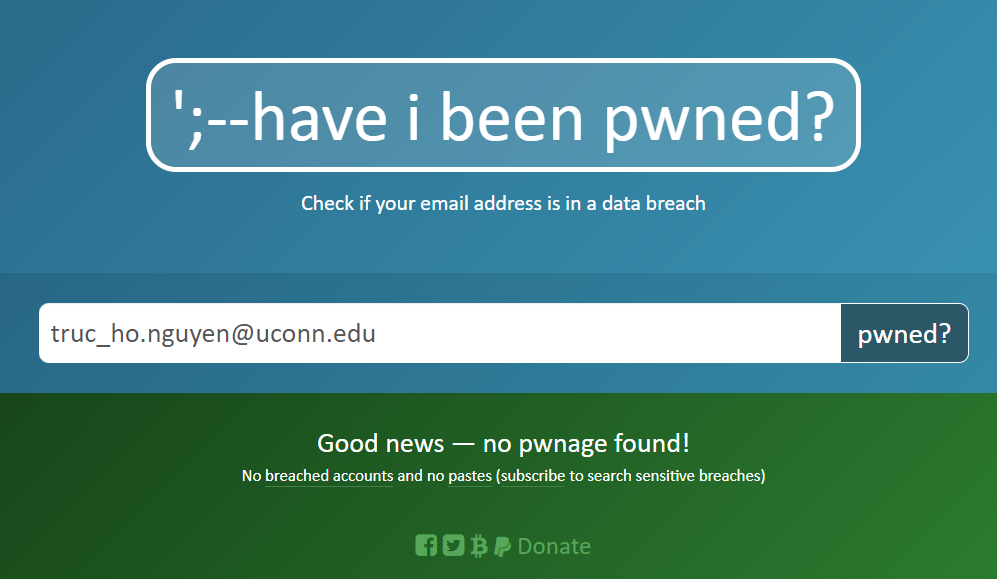 ';--have i been pwned?
Check if your email address is in a data breach
truc_ho.nguyen@uconn.edu
pwned?
Good news — no pwnage found!
No breached accounts and no pastes (subscribe to search sensitive breaches)
Donate